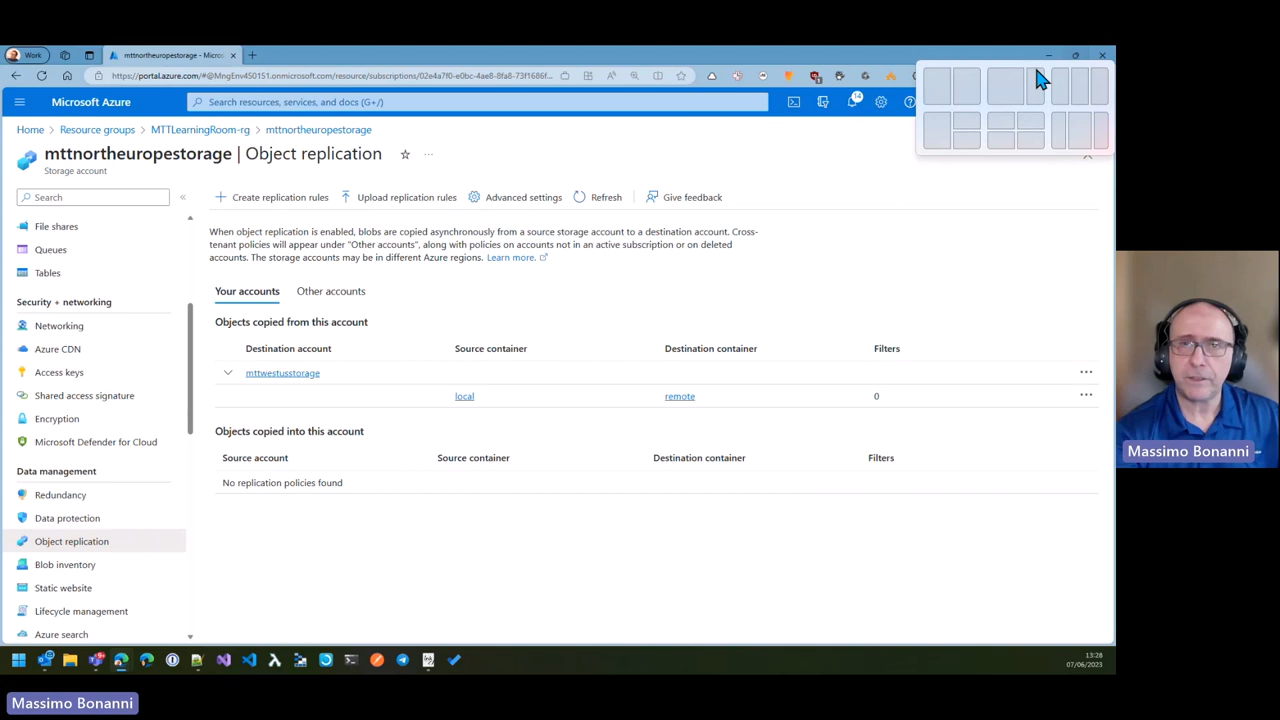 Work
mttnortheuropestorage - Micros
https://portal.azure.com/#@MngEnv450151.onmicrosoft.com/resource/subscriptions/02e4a7f0-e0bc-4ae8-8fa8-73f5d1f1686f...
Microsoft Azure
Search resources, services, and docs (G+/)
14
Home > Resource groups > MTTLearningRoom-rg > mttnortheuropestorage
mttnortheuropestorage | Object replication
Storage account
Search
File shares
Queues
Tables
Security + networking
Networking
Azure CDN
Access keys
Shared access signature
Encryption
Microsoft Defender for Cloud
Data management
Redundancy
Data protection
Object replication
Blob inventory
Static website
Lifecycle management
Azure search
Create replication rules
Upload replication rules
Advanced settings
Refresh
Give feedback
When object replication is enabled, blobs are copied asynchronously from a source storage account to a destination account. Cross-
tenant policies will appear under "Other accounts", along with policies on accounts not in an active subscription or on deleted
accounts. The storage accounts may be in different Azure regions. Learn more.
Your accounts
Other accounts
Objects copied from this account
Destination account Source container Destination container Filters
mttwestusstorage
local remote 0
Objects copied into this account
Source account Source container Destination container Filters
No replication policies found
13:28
07/06/2023
Massimo Bonanni
Massimo Bonanni